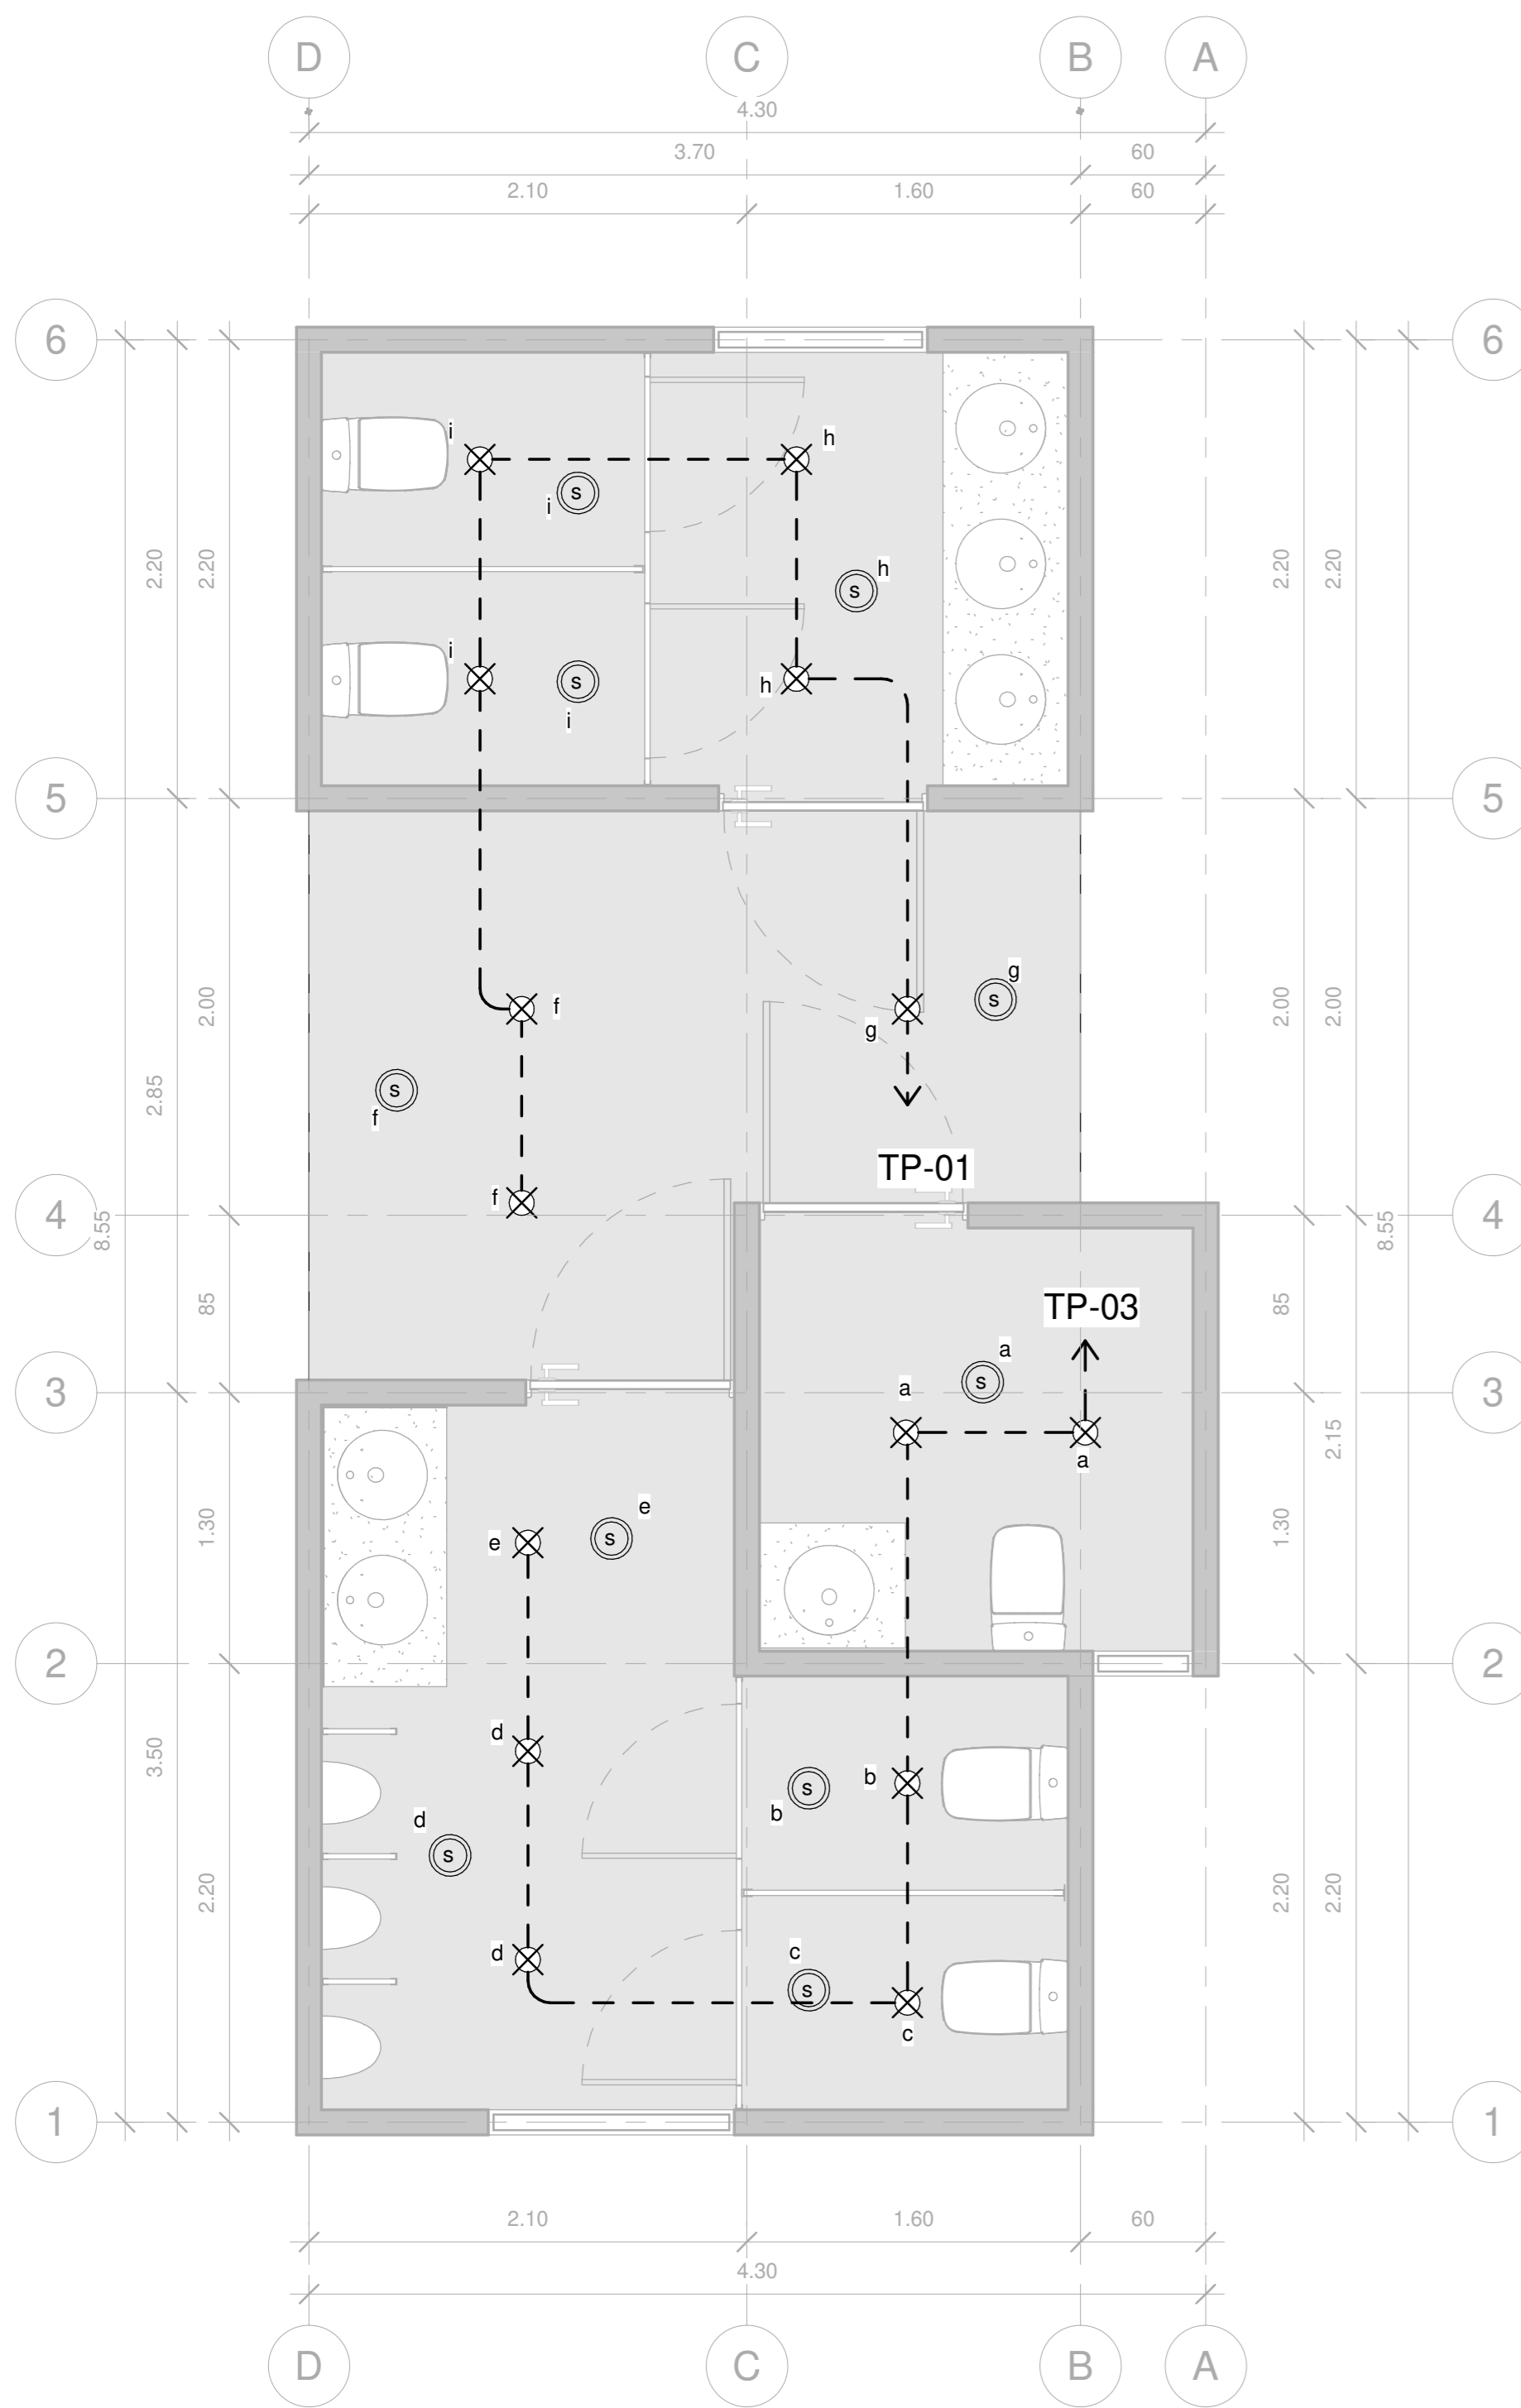 D C B A
4.30
3.70 60
2.10 1.60 60
6 6
i h
s
i
2.20 2.20 h 2.20 2.20
s
i h
s
i
5 5
g
s
2.00 f g 2.00 2.00
s
2.85 f
TP-01
f
4 8.55 8.55 4
85 TP-03 85
a
s
3 a 3
2.15
a
e
s
1.30 e 1.30
2 2
d
3.50 b
s
b
d
s
2.20 2.20 2.20
c
d
s
c
1 1
2.10 1.60 60
4.30
D C B A